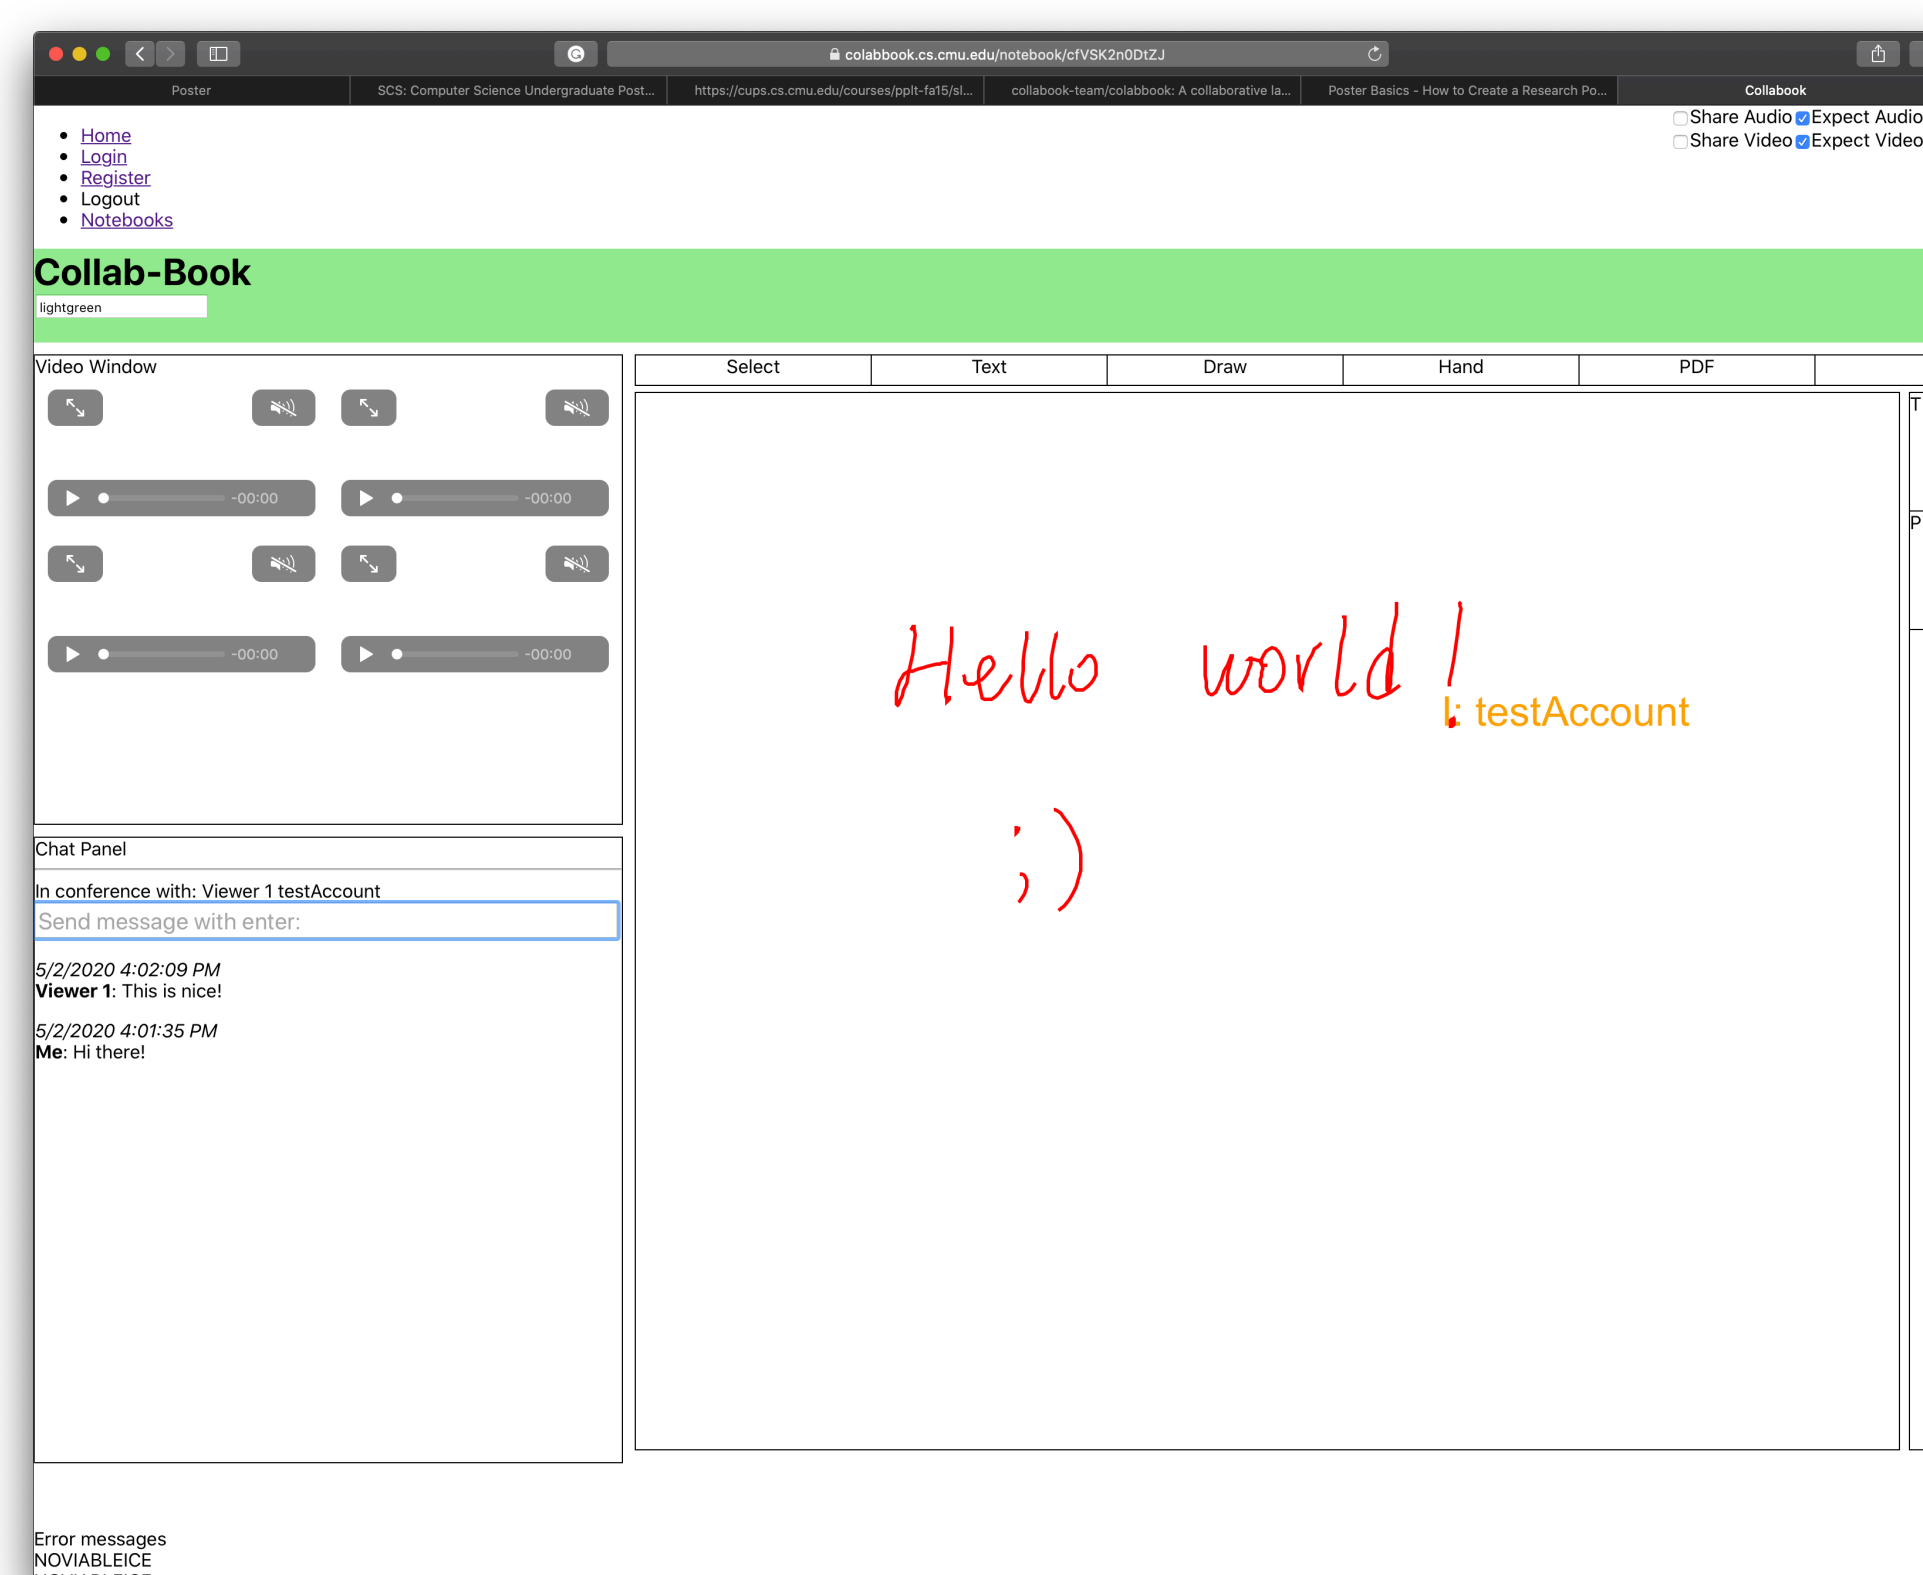 colabbook.cs.cmu.edu/notebook/cfVSK2n0DtZJ
Poster
SCS: Computer Science Undergraduate Post...
https://cups.cs.cmu.edu/courses/pplt-fa15/sl...
collabook-team/colabbook: A collaborative la...
Poster Basics - How to Create a Research Po...
Collabook
Share Audio Expect Audio
Share Video Expect Video
Home
Login
Register
Logout
Notebooks
Collab-Book
lightgreen
Video Window
Select
Text
Draw
Hand
PDF
T
P
-00:00
-00:00
-00:00
-00:00
Hello world!
: testAccount
;)
Chat Panel
In conference with: Viewer 1 testAccount
Send message with enter:
5/2/2020 4:02:09 PM
Viewer 1: This is nice!
5/2/2020 4:01:35 PM
Me: Hi there!
Error messages
NOVIABLEICE